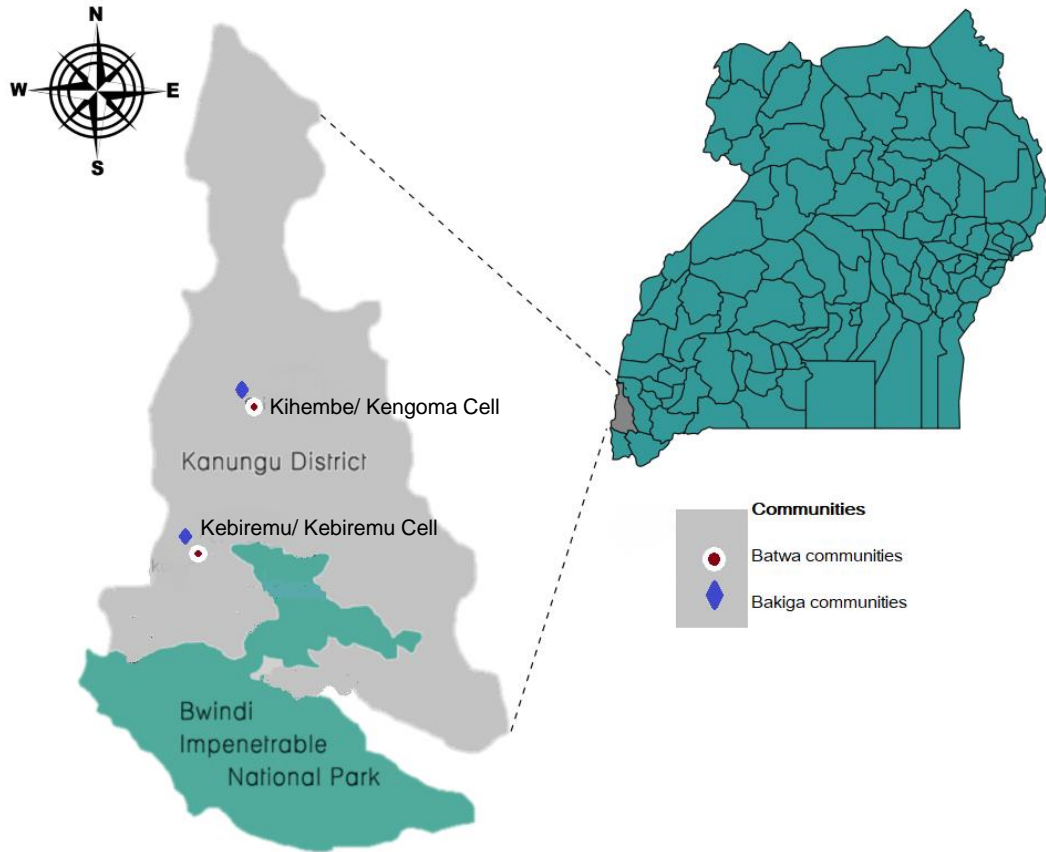 N
W
E
S
Kihembe/ Kengoma Cell
Kanungu District
Kebiremu/ Kebiremu Cell
Bwindi
Impenetrable
National Park
Communities
Batwa communities
Bakiga communities